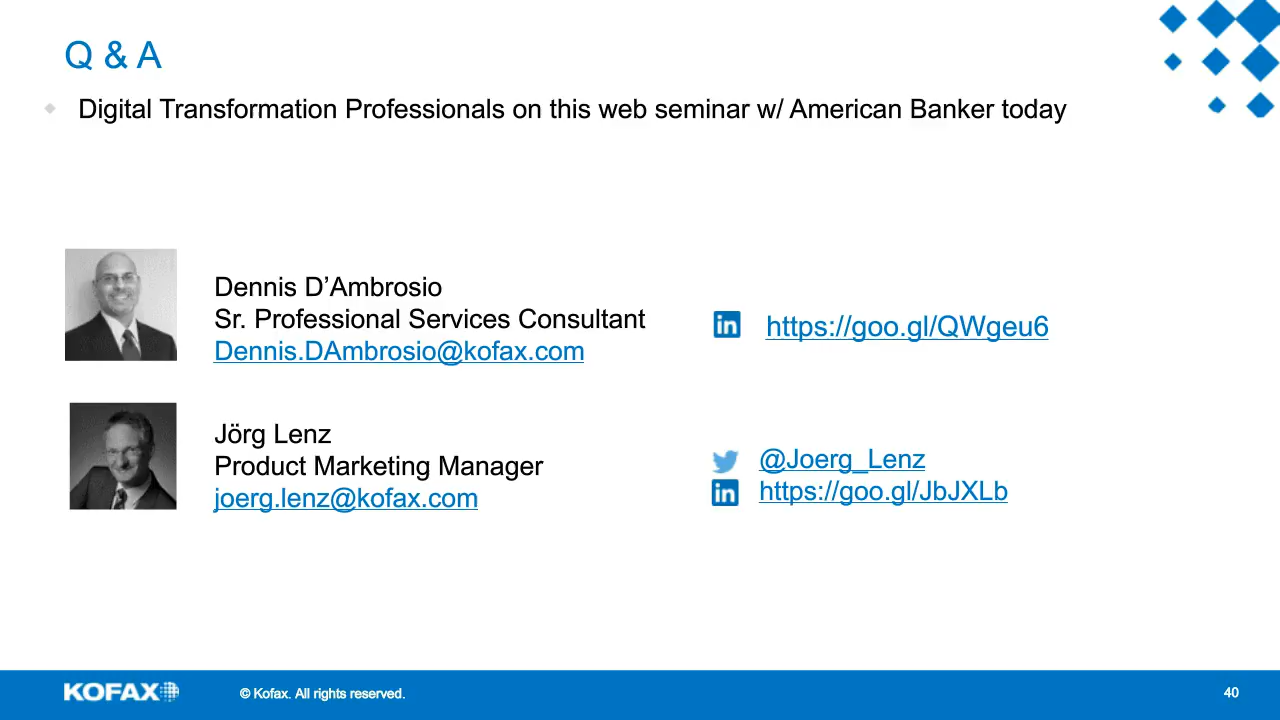 Q & A
Digital Transformation Professionals on this web seminar w/ American Banker today
Dennis D’Ambrosio
Sr. Professional Services Consultant
Dennis.DAmbrosio@kofax.com
https://goo.gl/QWgeu6
Jörg Lenz
Product Marketing Manager
joerg.lenz@kofax.com
@Joerg_Lenz
https://goo.gl/JbJXLb
KOFAX
© Kofax. All rights reserved.
40